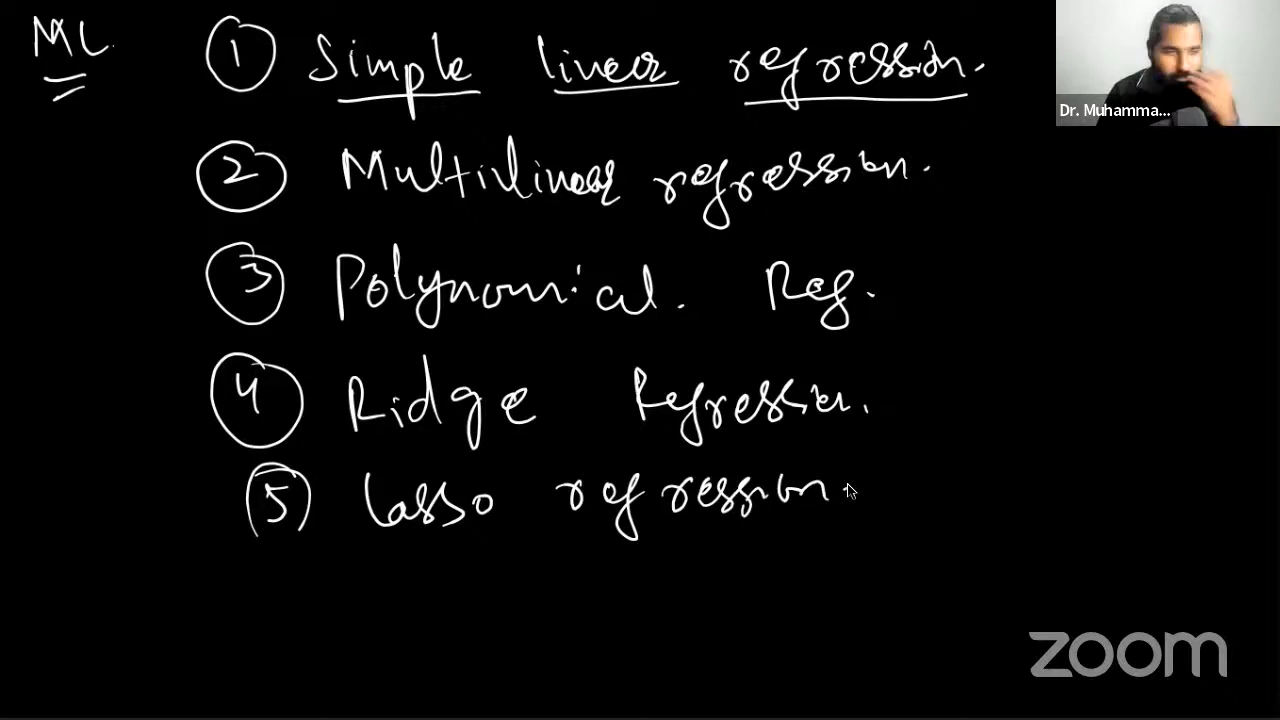 ML.
① Simple linear regression.
② Multilinear regression.
③ Polynomial. Reg.
④ Ridge Regression.
⑤ Lasso regression.
Dr. Muhamma...
zoom